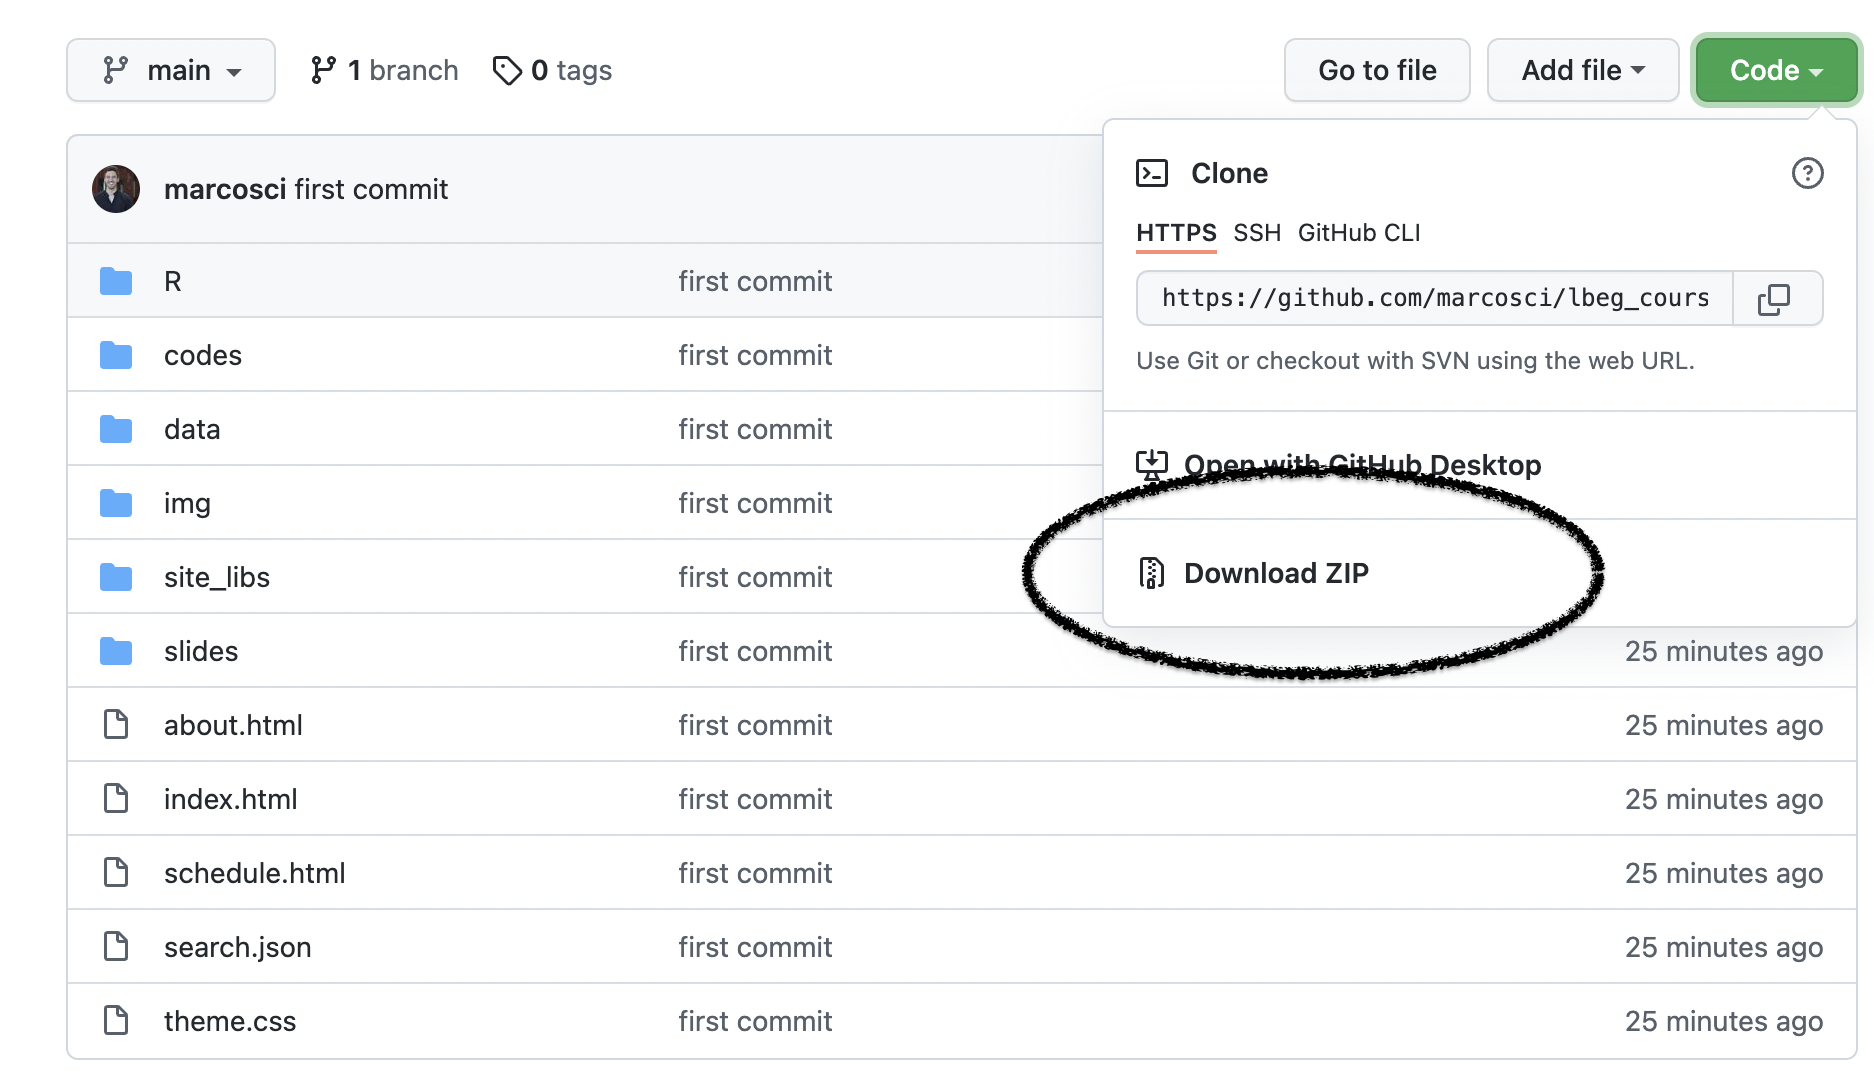 main 1 branch 0 tags Go to file Add file Code
marcosci first commit
Clone
HTTPS SSH GitHub CLI
https://github.com/marcosci/lbeg_cours
Use Git or checkout with SVN using the web URL.
Open with GitHub Desktop
Download ZIP
R first commit
codes first commit
data first commit
img first commit
site_libs first commit
slides first commit 25 minutes ago
about.html first commit 25 minutes ago
index.html first commit 25 minutes ago
schedule.html first commit 25 minutes ago
search.json first commit 25 minutes ago
theme.css first commit 25 minutes ago